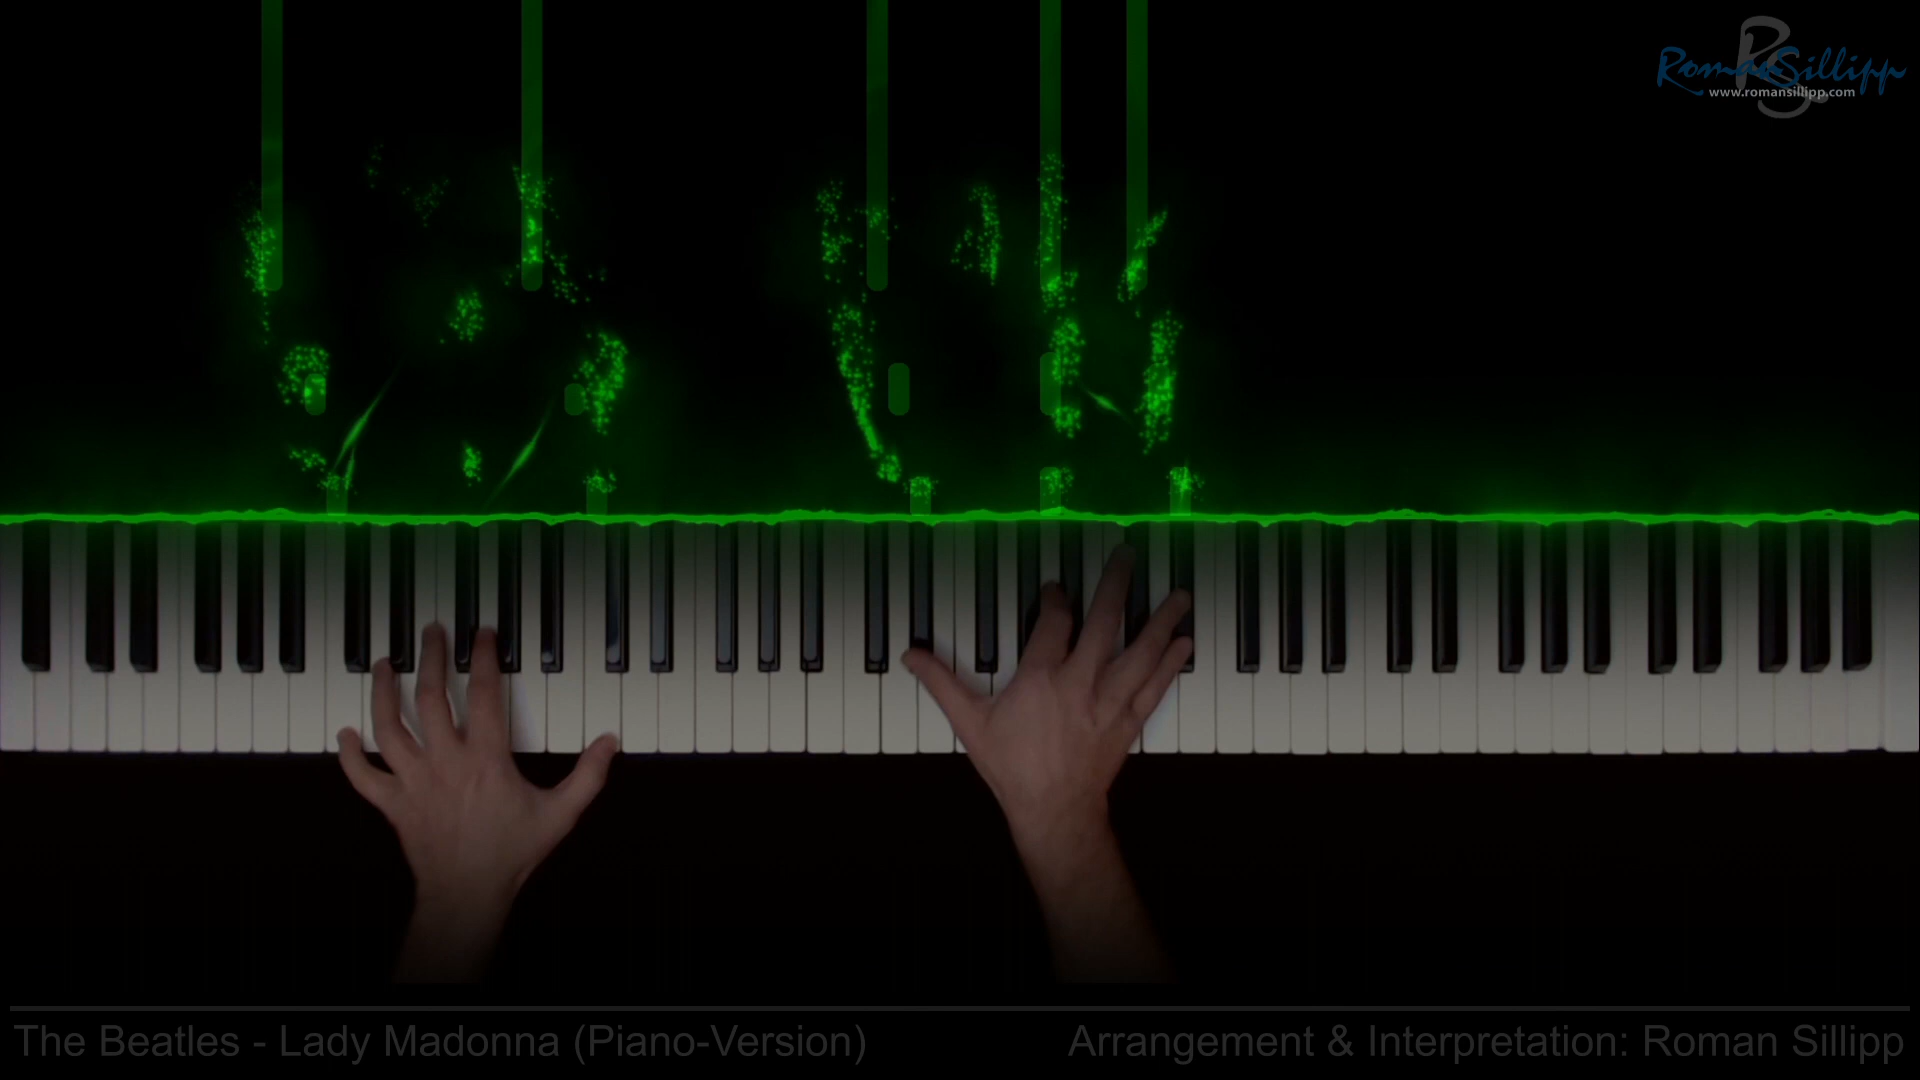 RomanSillipp
www.romansillipp.com
The Beatles - Lady Madonna (Piano-Version)
Arrangement & Interpretation: Roman Sillipp